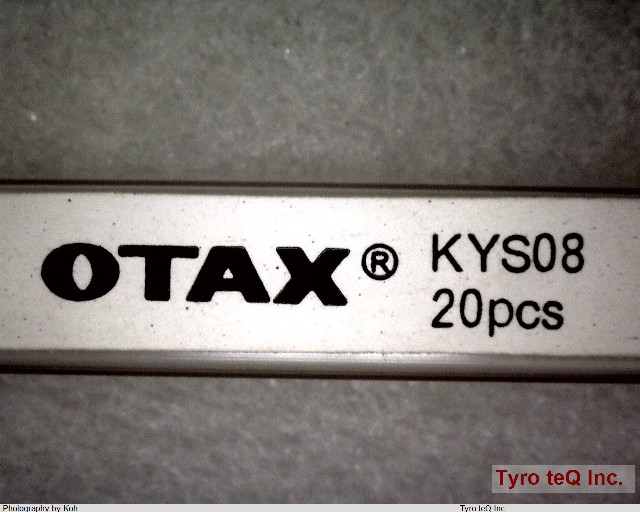 OTAX® KYS08
20pcs
Tyro teQ Inc.
Photography by Koh Tyro teQ Inc